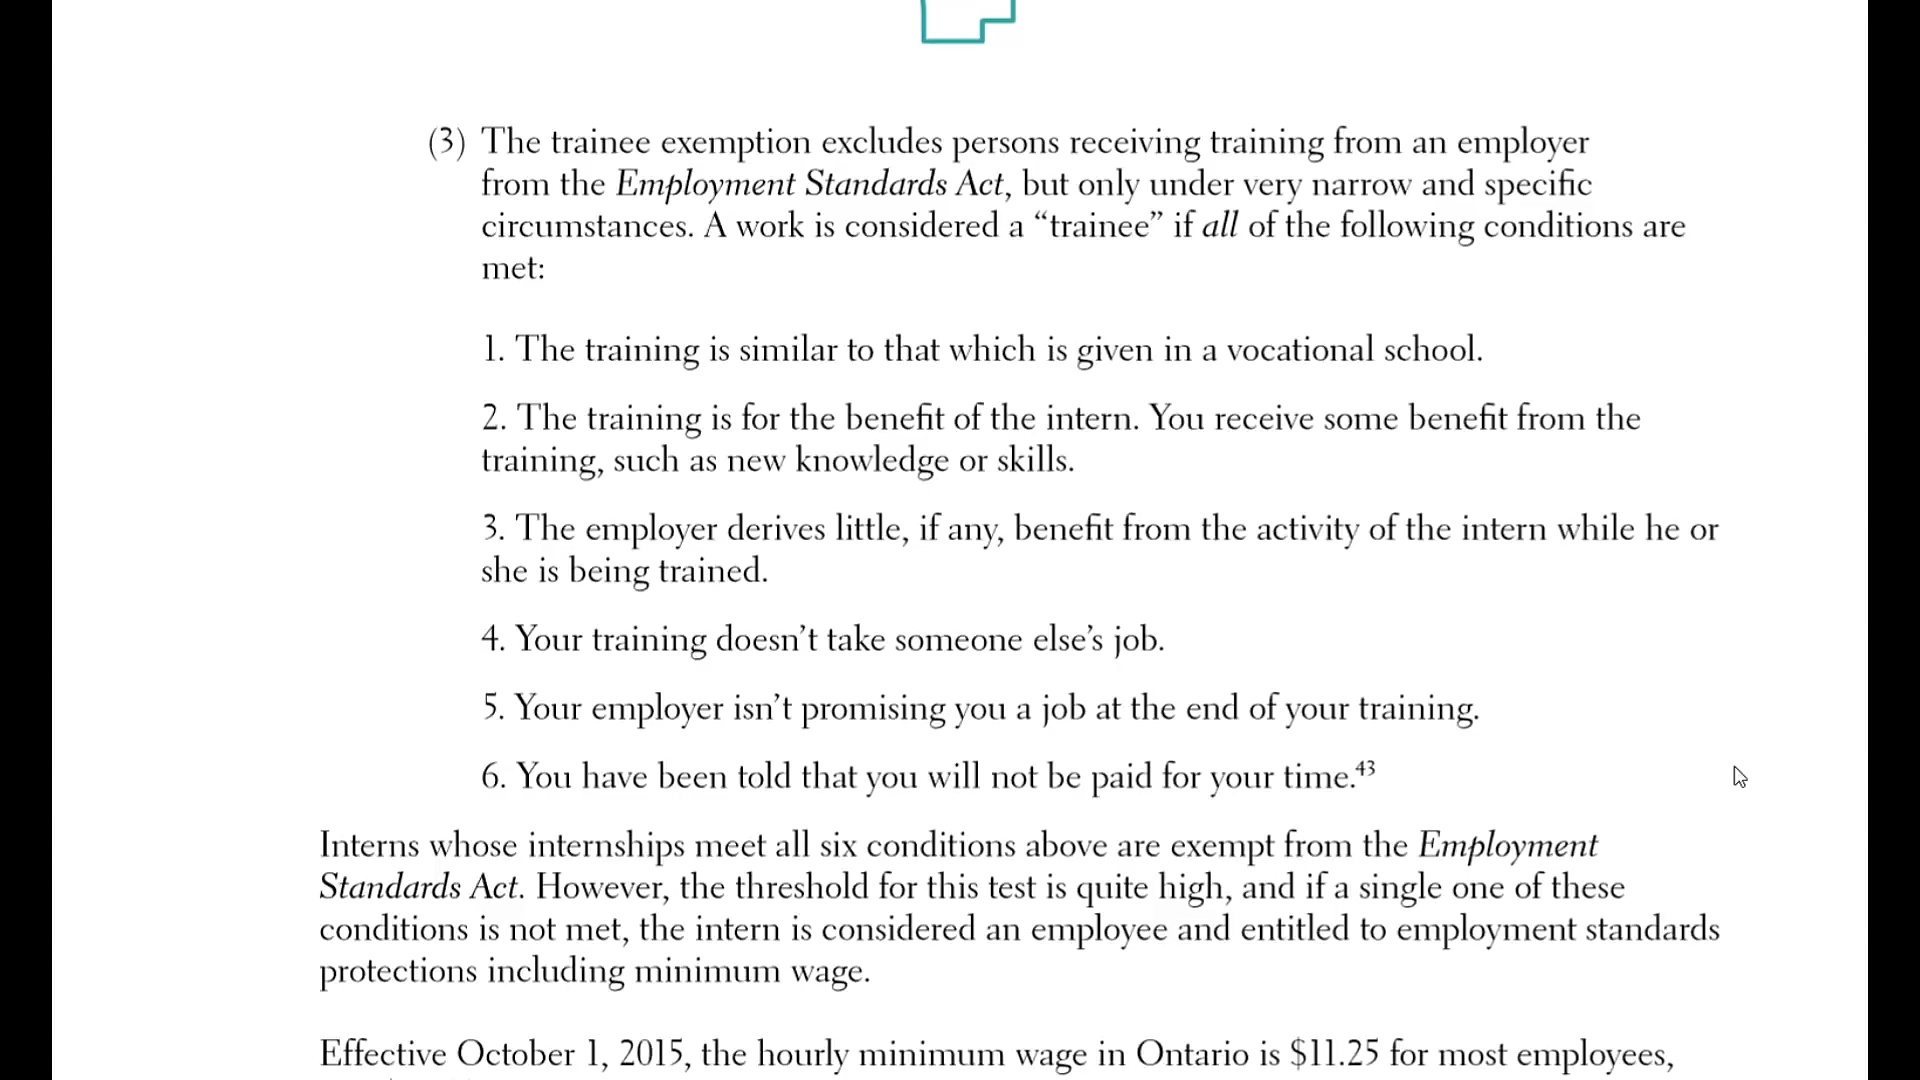 (3) The trainee exemption excludes persons receiving training from an employer
from the Employment Standards Act, but only under very narrow and specific
circumstances. A work is considered a “trainee” if all of the following conditions are
met:
1. The training is similar to that which is given in a vocational school.
2. The training is for the benefit of the intern. You receive some benefit from the
training, such as new knowledge or skills.
3. The employer derives little, if any, benefit from the activity of the intern while he or
she is being trained.
4. Your training doesn’t take someone else’s job.
5. Your employer isn’t promising you a job at the end of your training.
6. You have been told that you will not be paid for your time.43
Interns whose internships meet all six conditions above are exempt from the Employment
Standards Act. However, the threshold for this test is quite high, and if a single one of these
conditions is not met, the intern is considered an employee and entitled to employment standards
protections including minimum wage.
Effective October 1, 2015, the hourly minimum wage in Ontario is $11.25 for most employees,